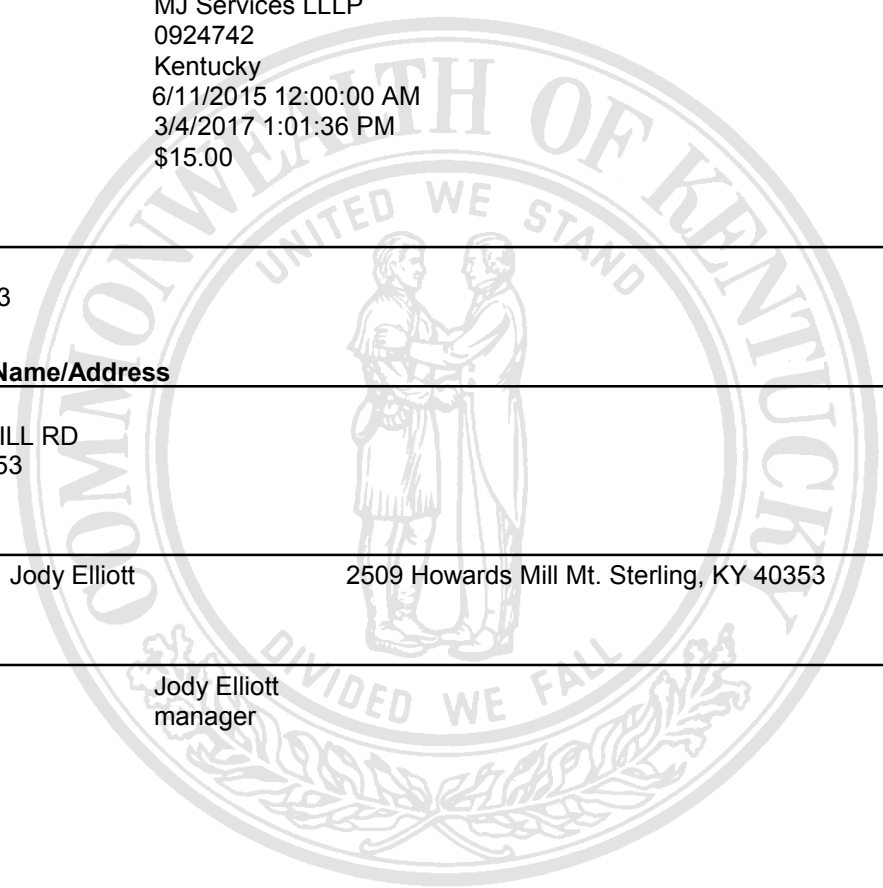 MJ Services LLLP
0924742
Kentucky
6/11/2015 12:00:00 AM
3/4/2017 1:01:36 PM
$15.00
COMMONWEALTH OF KENTUCKY
UNITED WE STAND
3
Name/Address
ILL RD
53
Jody Elliott 2509 Howards Mill Mt. Sterling, KY 40353
DIVIDED WE FALL
Jody Elliott
manager